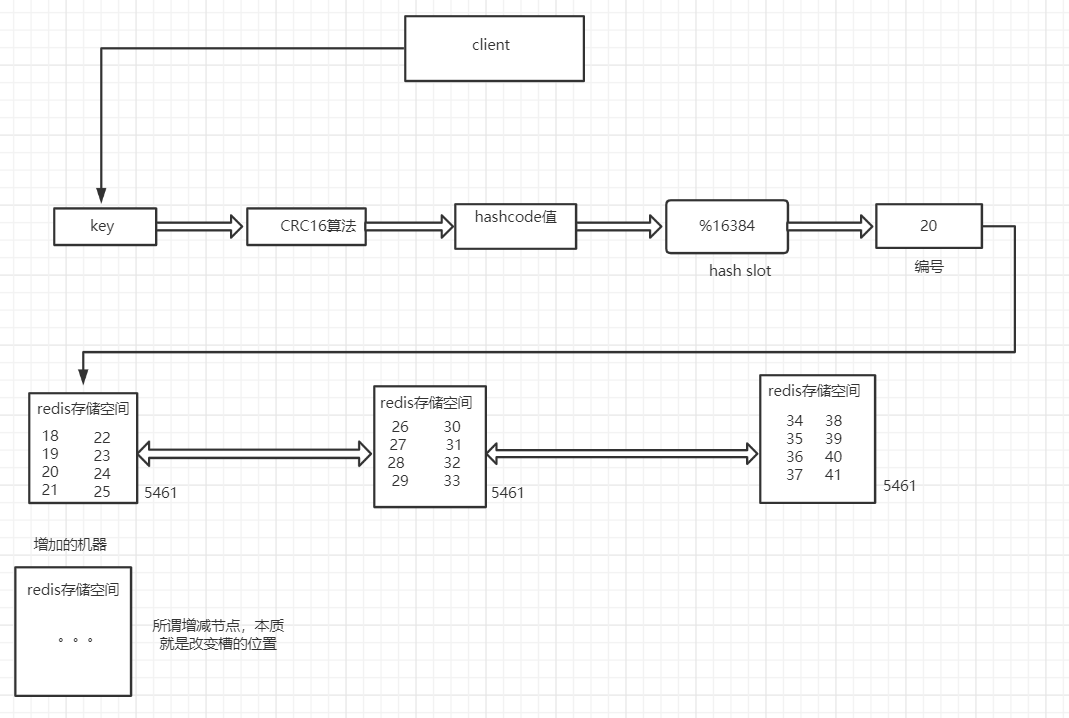 client
key
CRC16算法
hashcode值
%16384
20
hash slot
编号
redis存储空间
18 22
19 23
20 24
21 25
5461
redis存储空间
26 30
27 31
28 32
29 33
5461
redis存储空间
34 38
35 39
36 40
37 41
5461
增加的机器
redis存储空间
。。。
所谓增减节点，本质
就是改变槽的位置